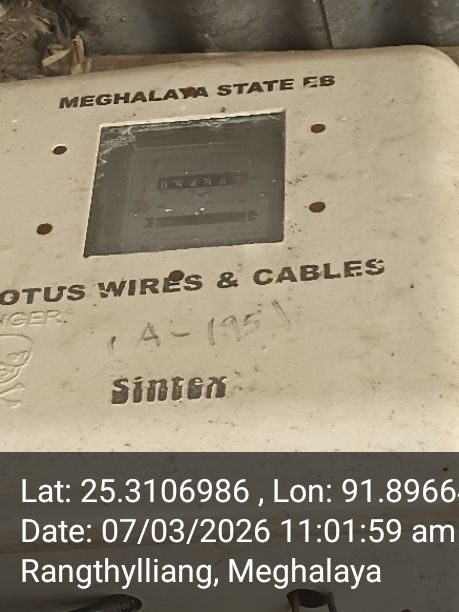 MEGHALAYA STATE EB
OTUS WIRES & CABLES
NGER
(A-195)
Sintex
Lat: 25.3106986 , Lon: 91.8966
Date: 07/03/2026 11:01:59 am
Rangthylliang, Meghalaya